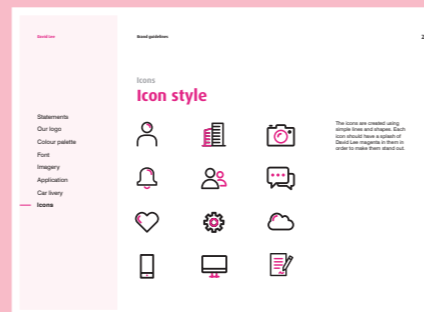 David Lee
Brand guidelines
2
Icons
Icon style
Statements
Our logo
Colour palette
Font
Imagery
Application
Car livery
Icons
The icons are created using
simple lines and shapes. Each
icon should have a splash of
David Lee magenta in them in
order to make them stand out.